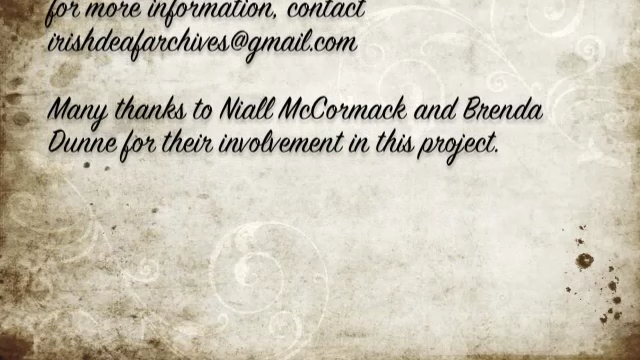 for more information, contact
irishdeafarchives@gmail.com
Many thanks to Niall McCormack and Brenda
Dunne for their involvement in this project.